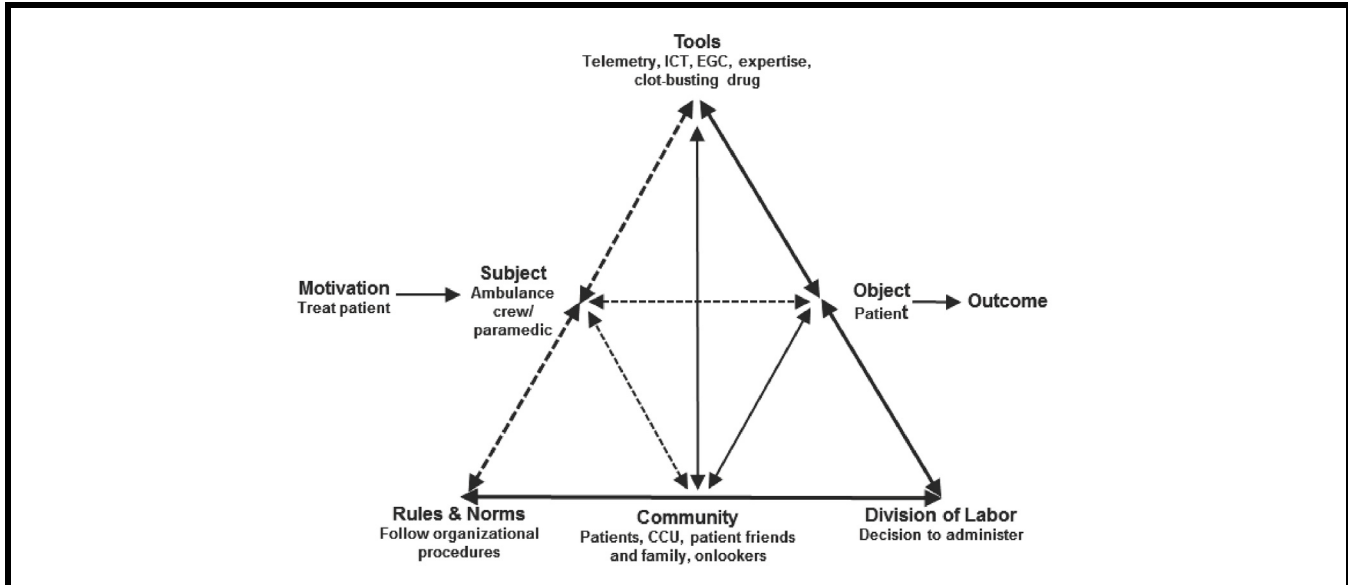 Tools
Telemetry, ICT, EGC, expertise,
clot-busting drug
Motivation
Treat patient
Subject
Ambulance
crew/
paramedic
Object
Patient
Outcome
Rules & Norms
Follow organizational
procedures
Community
Patients, CCU, patient friends
and family, onlookers
Division of Labor
Decision to administer